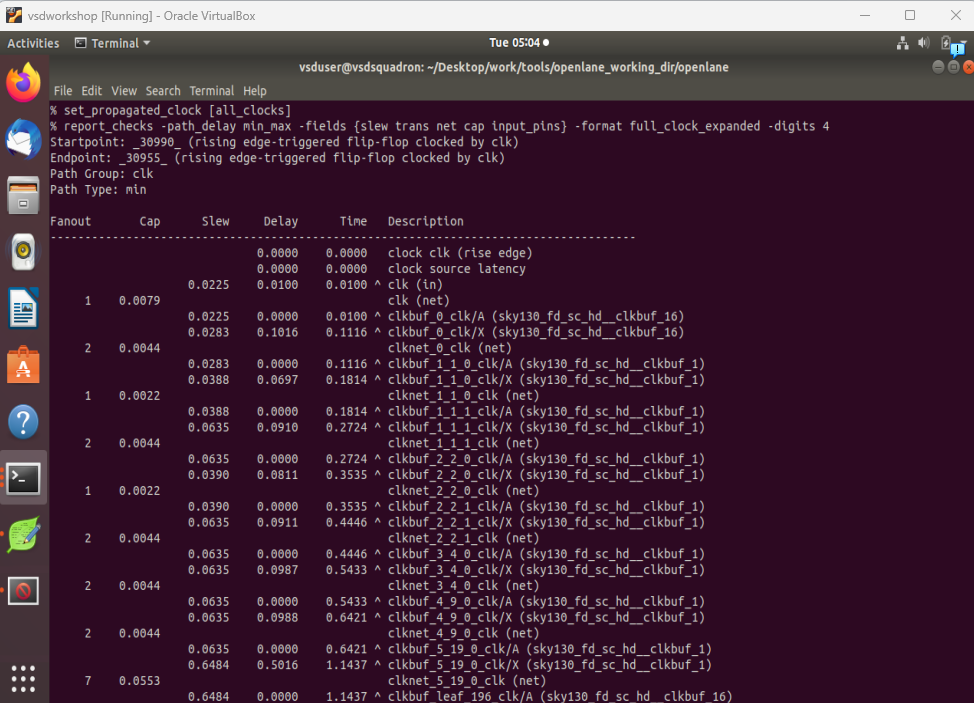 vsdworkshop [Running] - Oracle VirtualBox
Activities Terminal Tue 05:04
vsduser@vsdsquadron: ~/Desktop/work/tools/openlane_working_dir/openlane
File Edit View Search Terminal Help
% set_propagated_clock [all_clocks]
% report_checks -path_delay min_max -fields {slew trans net cap input_pins} -format full_clock_expanded -digits 4
Startpoint: _30990_ (rising edge-triggered flip-flop clocked by clk)
Endpoint: _30955_ (rising edge-triggered flip-flop clocked by clk)
Path Group: clk
Path Type: min
Fanout Cap Slew Delay Time Description
-------------------------------------------------------------------------------------
0.0000 0.0000 clock clk (rise edge)
0.0000 0.0000 clock source latency
0.0225 0.0100 0.0100 ^ clk (in)
1 0.0079 clk (net)
0.0225 0.0000 0.0100 ^ clkbuf_0_clk/A (sky130_fd_sc_hd__clkbuf_16)
0.0283 0.1016 0.1116 ^ clkbuf_0_clk/X (sky130_fd_sc_hd__clkbuf_16)
2 0.0044 clknet_0_clk (net)
0.0283 0.0000 0.1116 ^ clkbuf_1_1_0_clk/A (sky130_fd_sc_hd__clkbuf_1)
0.0388 0.0697 0.1814 ^ clkbuf_1_1_0_clk/X (sky130_fd_sc_hd__clkbuf_1)
1 0.0022 clknet_1_1_0_clk (net)
0.0388 0.0000 0.1814 ^ clkbuf_1_1_1_clk/A (sky130_fd_sc_hd__clkbuf_1)
0.0635 0.0910 0.2724 ^ clkbuf_1_1_1_clk/X (sky130_fd_sc_hd__clkbuf_1)
2 0.0044 clknet_1_1_1_clk (net)
0.0635 0.0000 0.2724 ^ clkbuf_2_2_0_clk/A (sky130_fd_sc_hd__clkbuf_1)
0.0390 0.0811 0.3535 ^ clkbuf_2_2_0_clk/X (sky130_fd_sc_hd__clkbuf_1)
1 0.0022 clknet_2_2_0_clk (net)
0.0390 0.0000 0.3535 ^ clkbuf_2_2_1_clk/A (sky130_fd_sc_hd__clkbuf_1)
0.0635 0.0911 0.4446 ^ clkbuf_2_2_1_clk/X (sky130_fd_sc_hd__clkbuf_1)
2 0.0044 clknet_2_2_1_clk (net)
0.0635 0.0000 0.4446 ^ clkbuf_3_4_0_clk/A (sky130_fd_sc_hd__clkbuf_1)
0.0635 0.0987 0.5433 ^ clkbuf_3_4_0_clk/X (sky130_fd_sc_hd__clkbuf_1)
2 0.0044 clknet_3_4_0_clk (net)
0.0635 0.0000 0.5433 ^ clkbuf_4_9_0_clk/A (sky130_fd_sc_hd__clkbuf_1)
0.0635 0.0988 0.6421 ^ clkbuf_4_9_0_clk/X (sky130_fd_sc_hd__clkbuf_1)
2 0.0044 clknet_4_9_0_clk (net)
0.0635 0.0000 0.6421 ^ clkbuf_5_19_0_clk/A (sky130_fd_sc_hd__clkbuf_1)
0.6484 0.5016 1.1437 ^ clkbuf_5_19_0_clk/X (sky130_fd_sc_hd__clkbuf_1)
7 0.0553 clknet_5_19_0_clk (net)
0.6484 0.0000 1.1437 ^ clkbuf_leaf_196_clk/A (sky130_fd_sc_hd__clkbuf_16)